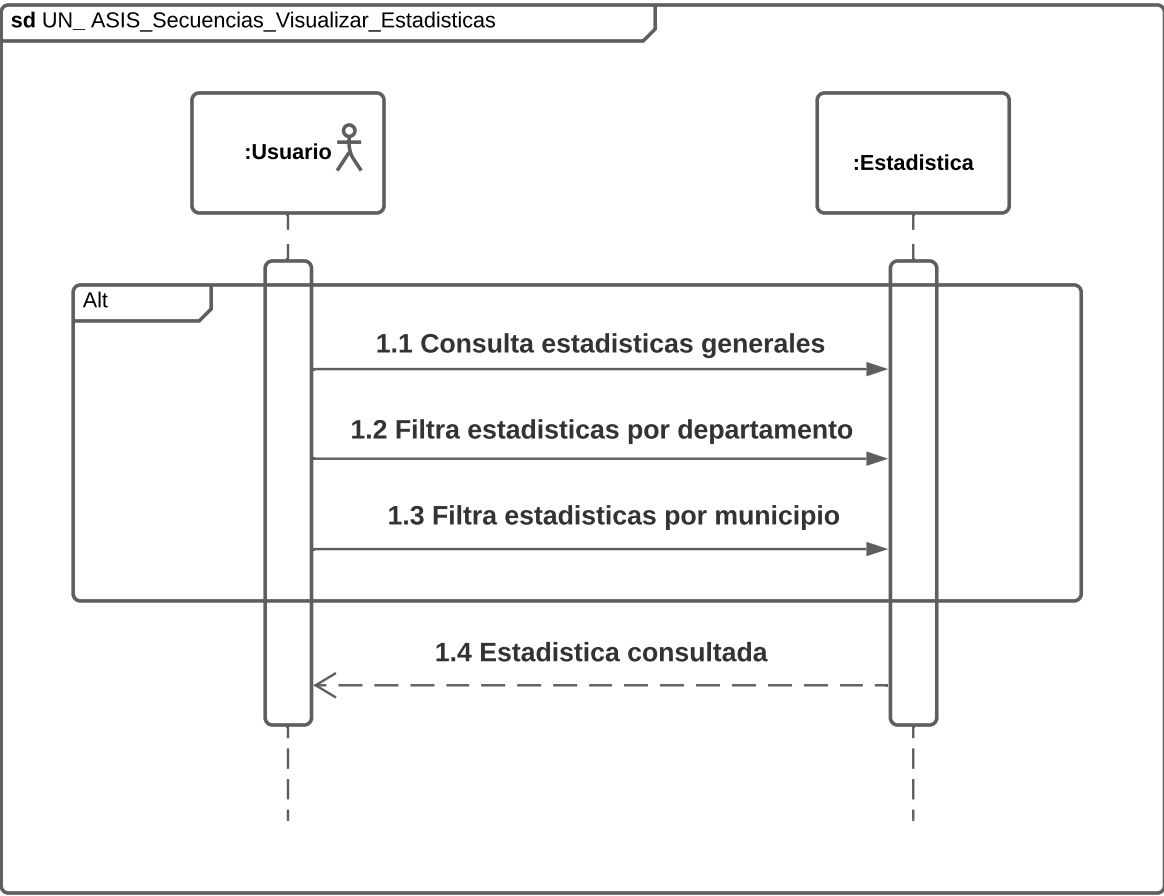 sd UN_ ASIS_Secuencias_Visualizar_Estadisticas
:Usuario
:Estadistica
Alt
1.1 Consulta estadisticas generales
1.2 Filtra estadisticas por departamento
1.3 Filtra estadisticas por municipio
1.4 Estadistica consultada